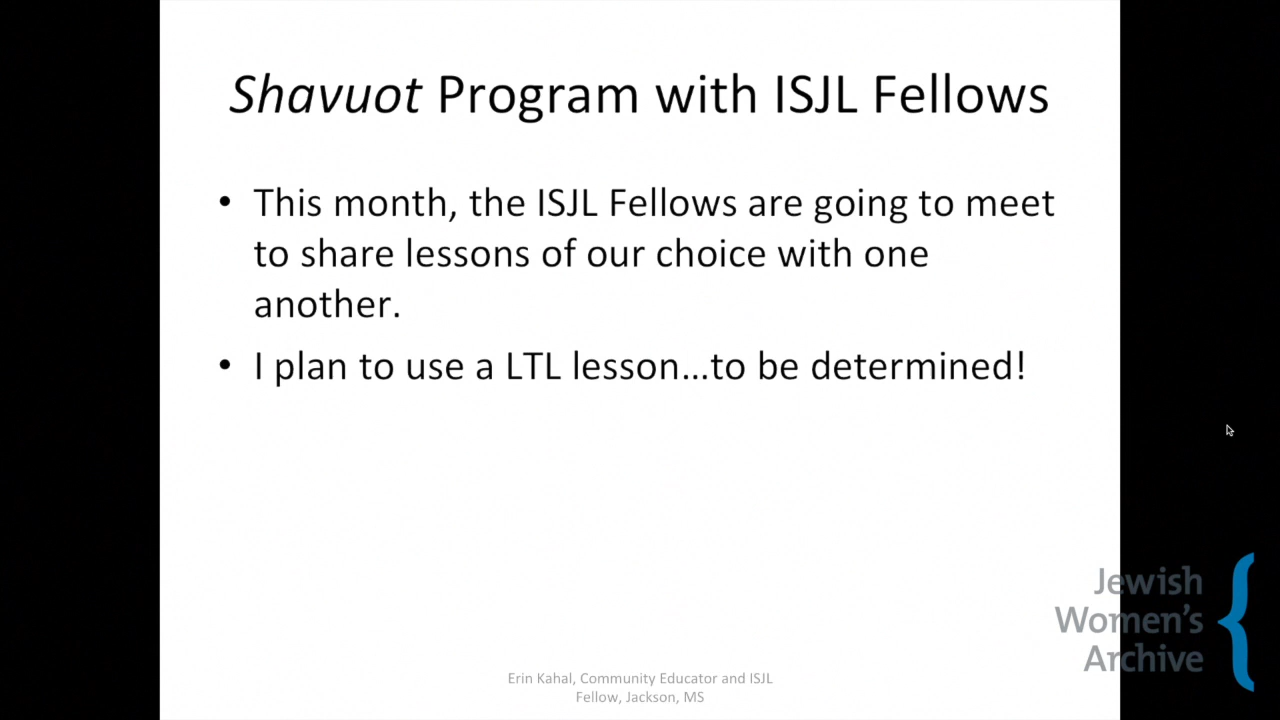 Shavuot Program with ISJL Fellows
• This month, the ISJL Fellows are going to meet
to share lessons of our choice with one
another.
• I plan to use a LTL lesson...to be determined!
Jewish
Women's
Archive
Erin Kahal, Community Educator and ISJL
Fellow, Jackson, MS